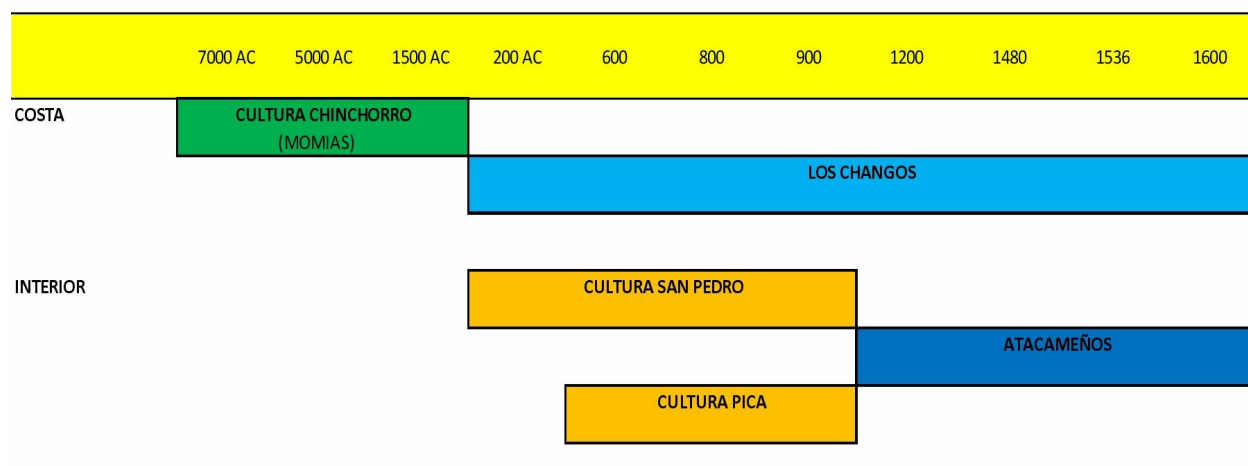 7000 AC 5000 AC 1500 AC 200 AC 600 800 900 1200 1480 1536 1600
COSTA CULTURA CHINCHORRO
(MOMIAS)
LOS CHANGOS
INTERIOR CULTURA SAN PEDRO
ATACAMEÑOS
CULTURA PICA